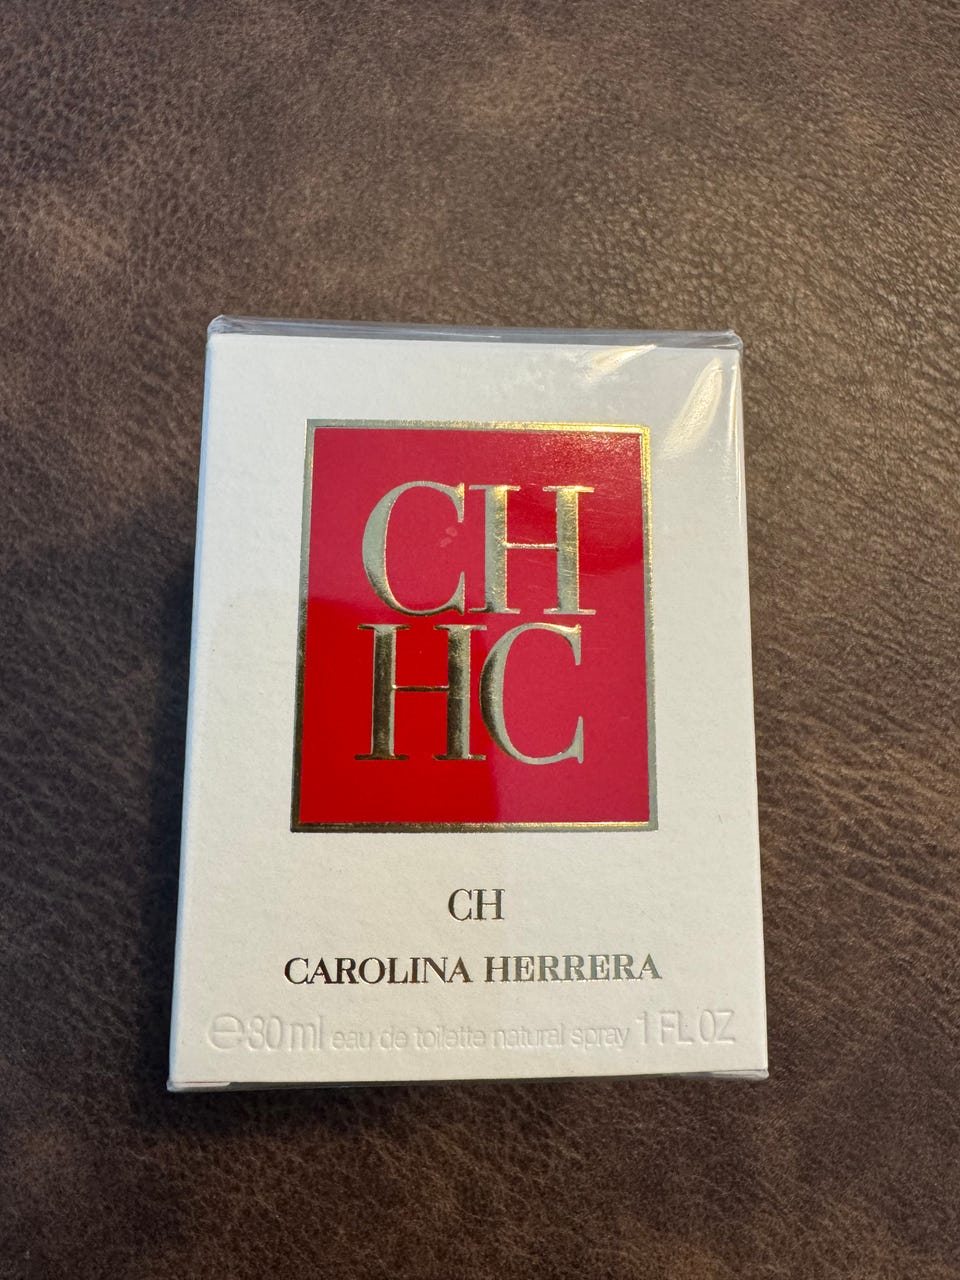 CH
HC
CH
CAROLINA HERRERA
℮30 ml eau de toilette natural spray 1 FL OZ